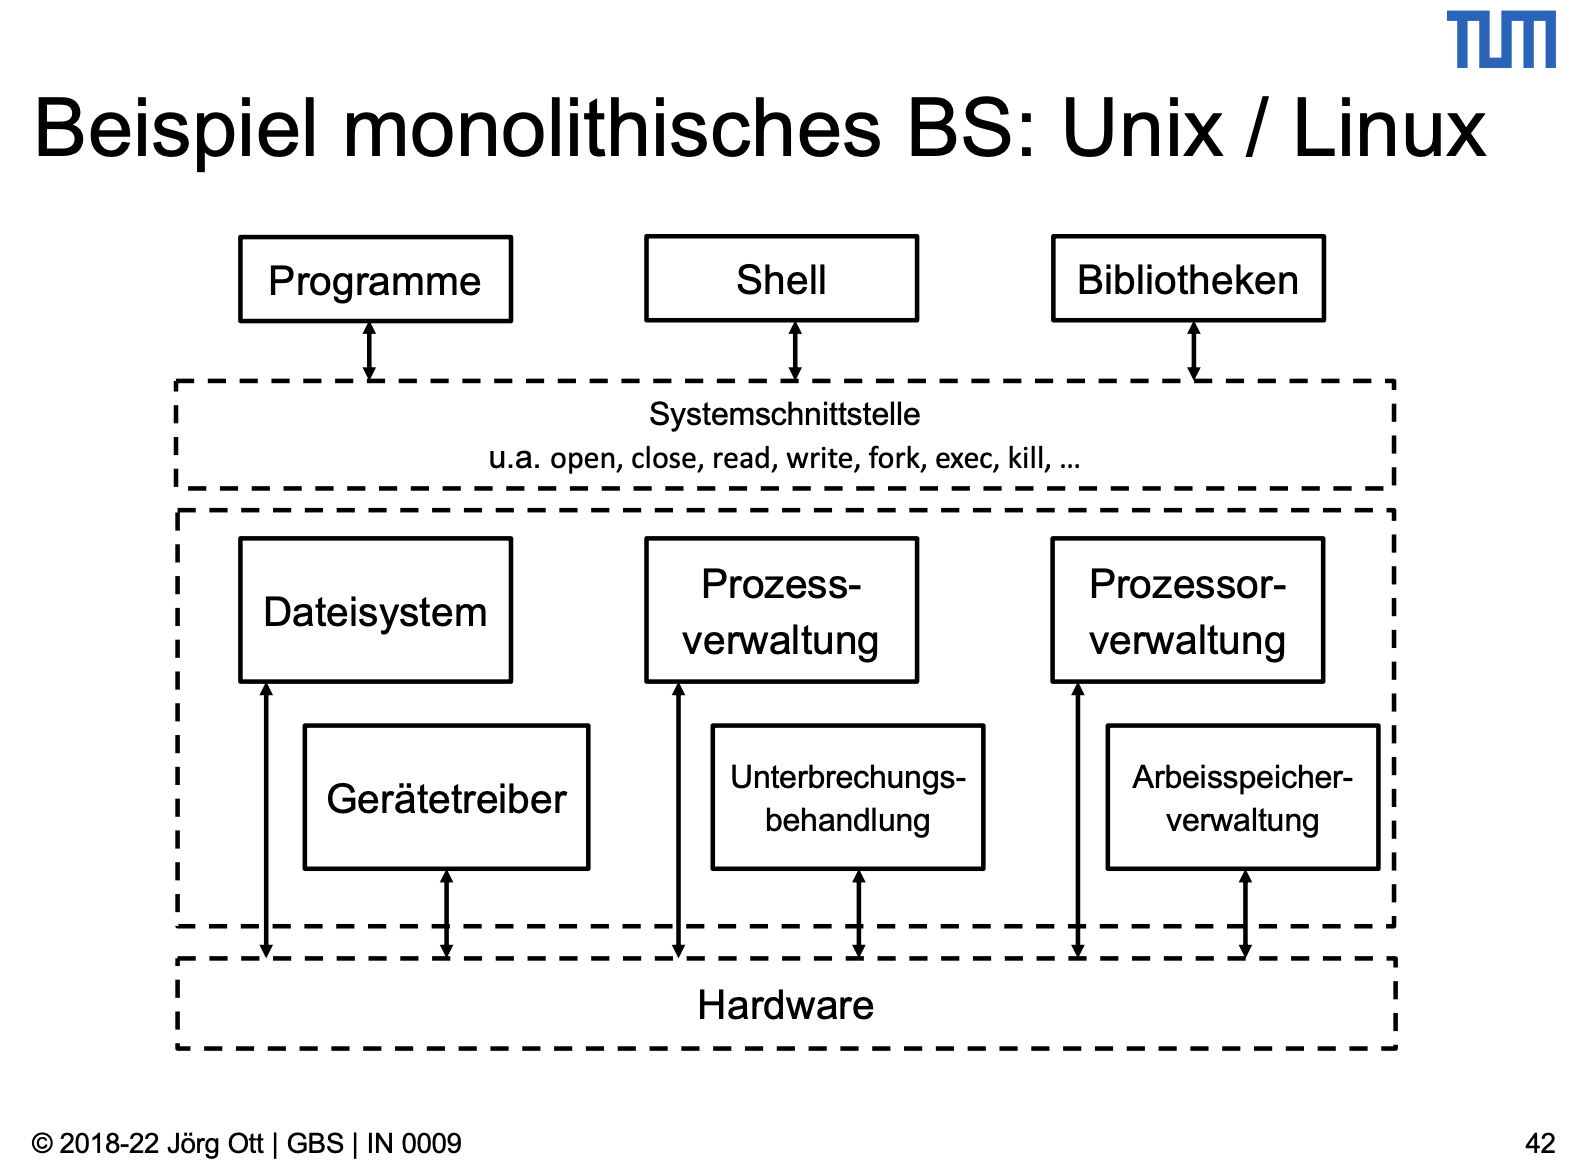 TUM
Beispiel monolithisches BS: Unix / Linux
Programme
Shell
Bibliotheken
Systemschnittstelle
u.a. open, close, read, write, fork, exec, kill, ...
Dateisystem
Prozess-
verwaltung
Prozessor-
verwaltung
Gerätetreiber
Unterbrechungs-
behandlung
Arbeisspeicher-
verwaltung
Hardware
© 2018-22 Jörg Ott | GBS | IN 0009
42